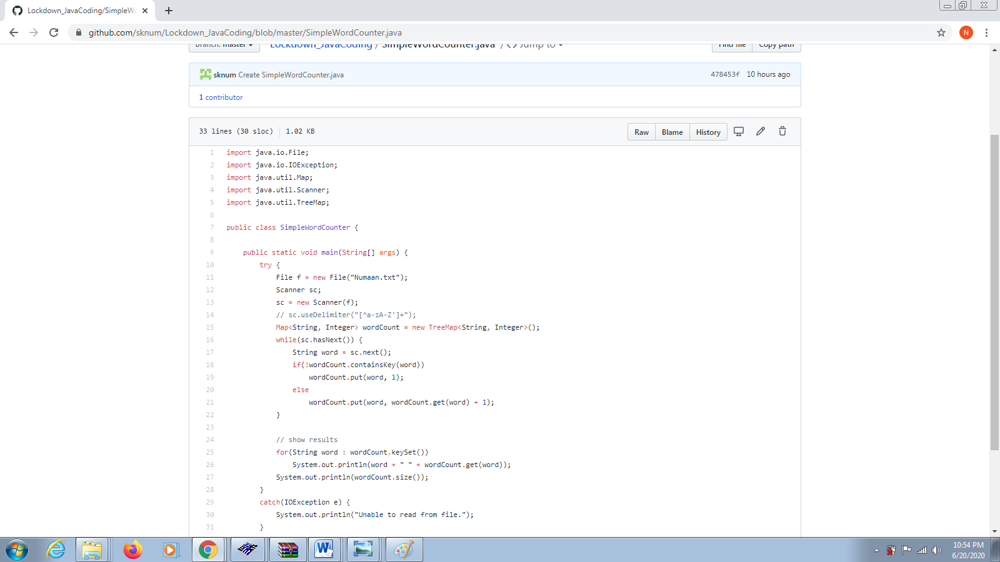 Lockdown_JavaCoding/SimpleWo
github.com/sknum/Lockdown_JavaCoding/blob/master/SimpleWordCounter.java
N
Branch: master Lockdown_JavaCoding / SimpleWordCounter.java / <> Jump to Find file Copy path
sknum Create SimpleWordCounter.java 478453f 10 hours ago
1 contributor
33 lines (30 sloc) 1.02 KB Raw Blame History
1 import java.io.File;
2 import java.io.IOException;
3 import java.util.Map;
4 import java.util.Scanner;
5 import java.util.TreeMap;
6
7 public class SimpleWordCounter {
8
9 public static void main(String[] args) {
10 try {
11 File f = new File("Numaan.txt");
12 Scanner sc;
13 sc = new Scanner(f);
14 // sc.useDelimiter("[^a-zA-Z']+");
15 Map<String, Integer> wordCount = new TreeMap<String, Integer>();
16 while(sc.hasNext()) {
17 String word = sc.next();
18 if(!wordCount.containsKey(word))
19 wordCount.put(word, 1);
20 else
21 wordCount.put(word, wordCount.get(word) + 1);
22 }
23
24 // show results
25 for(String word : wordCount.keySet())
26 System.out.println(word + " " + wordCount.get(word));
27 System.out.println(wordCount.size());
28 }
29 catch(IOException e) {
30 System.out.println("Unable to read from file.");
31 }
10:54 PM
6/20/2020